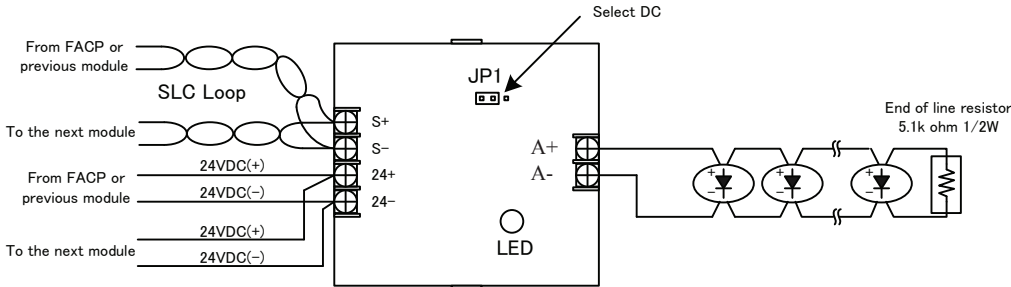 Select DC
From FACP or
previous module
SLC Loop
JP1
To the next module
S+
S-
24+
24-
24VDC(+)
24VDC(-)
From FACP or
previous module
24VDC(+)
24VDC(-)
To the next module
A+
A-
LED
End of line resistor
5.1k ohm 1/2W
+
-
+
-
+
-